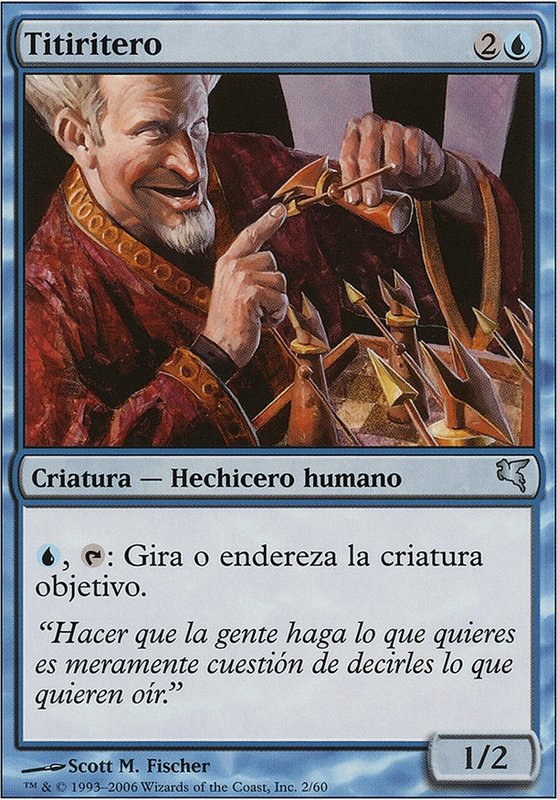 Titiritero 2
Criatura — Hechicero humano
, : Gira o endereza la criatura
objetivo.
“Hacer que la gente haga lo que quieres
es meramente cuestión de decirles lo que
quieren oír.”
1/2
Scott M. Fischer
™ & © 1993–2006 Wizards of the Coast, Inc. 2/60